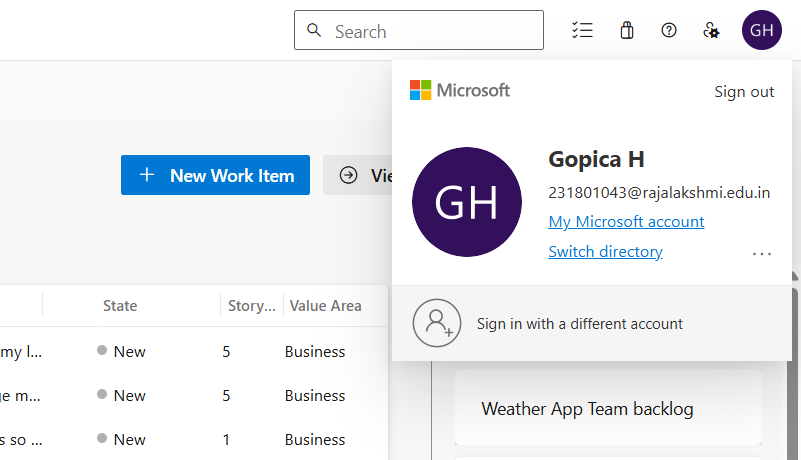 Search
GH
Microsoft
Sign out
GH
Gopica H
231801043@rajalakshmi.edu.in
My Microsoft account
Switch directory
...
Sign in with a different account
New Work Item
Vie
State
Story...
Value Area
my l...
New
5
Business
ge m...
New
5
Business
s so ...
New
1
Business
Weather App Team backlog